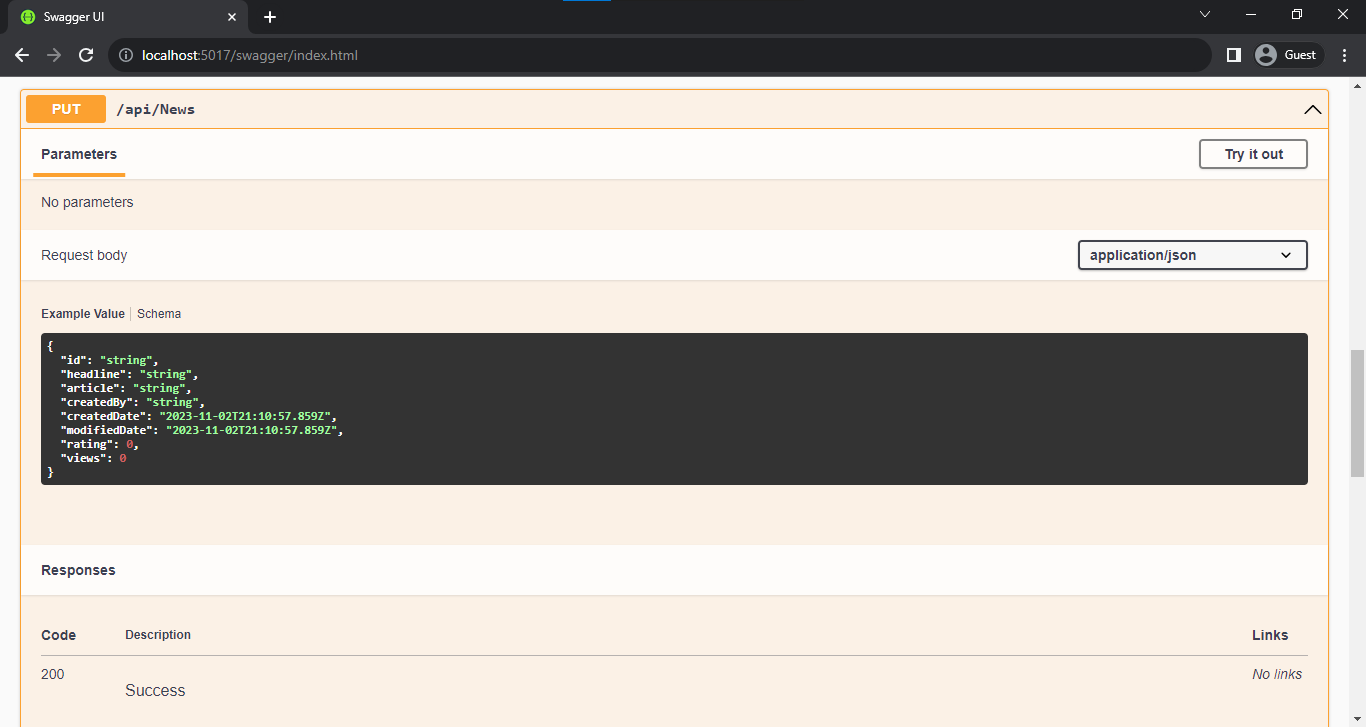 Swagger UI
localhost:5017/swagger/index.html
Guest
PUT /api/News
Parameters
Try it out
No parameters
Request body
application/json
Example Value | Schema
{
  "id": "string",
  "headline": "string",
  "article": "string",
  "createdBy": "string",
  "createdDate": "2023-11-02T21:10:57.859Z",
  "modifiedDate": "2023-11-02T21:10:57.859Z",
  "rating": 0,
  "views": 0
}
Responses
Code Description Links
200 No links
Success